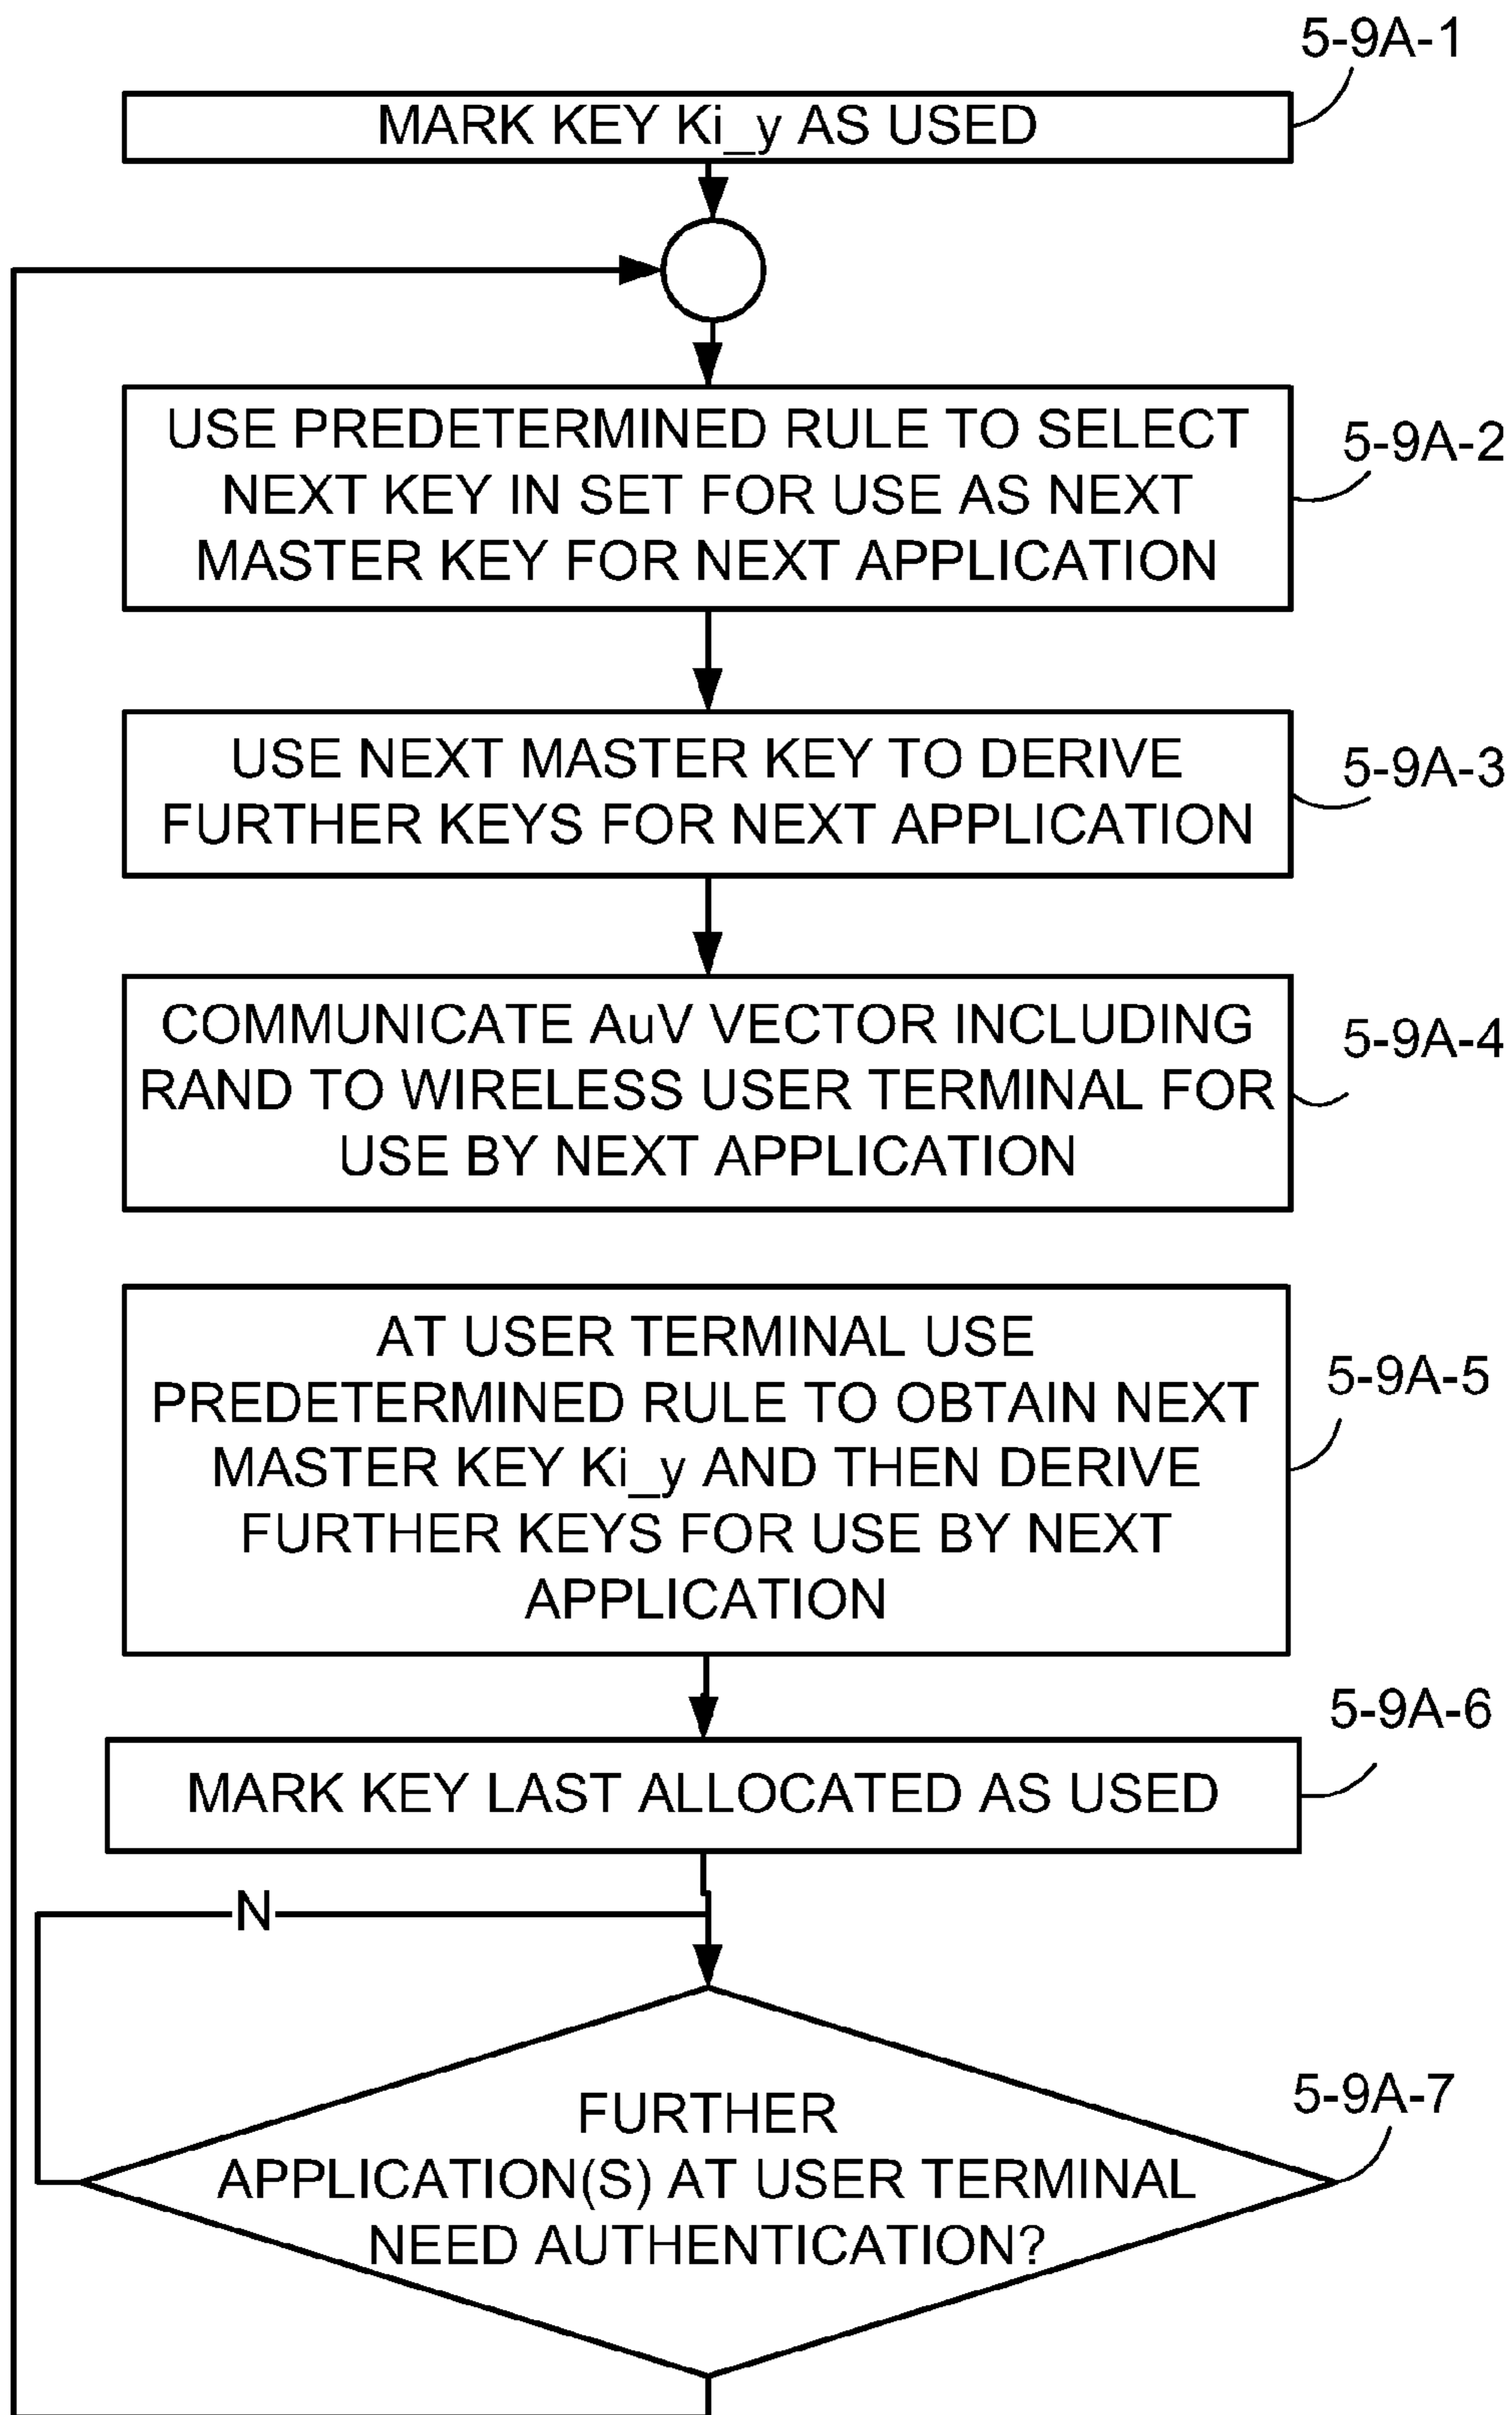 5-9A-1
MARK KEY Ki_y AS USED
USE PREDETERMINED RULE TO SELECT
NEXT KEY IN SET FOR USE AS NEXT
MASTER KEY FOR NEXT APPLICATION
5-9A-2
USE NEXT MASTER KEY TO DERIVE
FURTHER KEYS FOR NEXT APPLICATION
5-9A-3
COMMUNICATE AuV VECTOR INCLUDING
RAND TO WIRELESS USER TERMINAL FOR
USE BY NEXT APPLICATION
5-9A-4
AT USER TERMINAL USE
PREDETERMINED RULE TO OBTAIN NEXT
MASTER KEY Ki_y AND THEN DERIVE
FURTHER KEYS FOR USE BY NEXT
APPLICATION
5-9A-5
5-9A-6
MARK KEY LAST ALLOCATED AS USED
N
FURTHER
APPLICATION(S) AT USER TERMINAL
NEED AUTHENTICATION?
5-9A-7